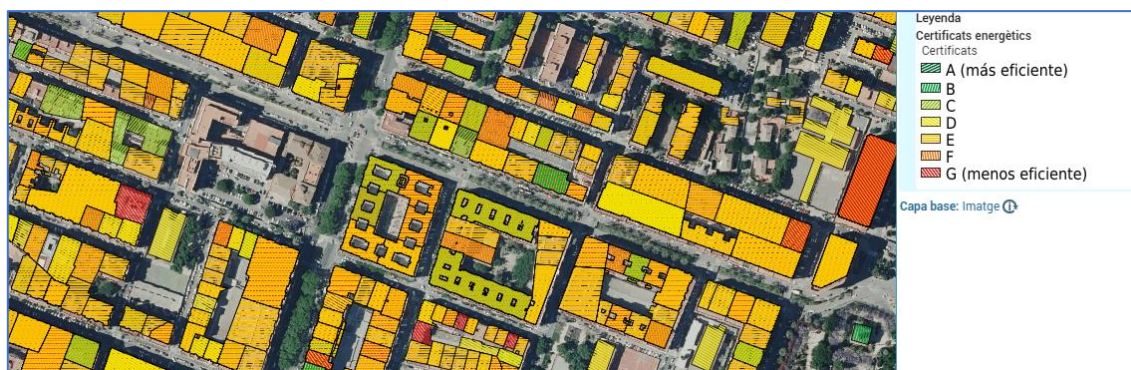 Leyenda
Certificats energètics
Certificats
A (más eficiente)
B
C
D
E
F
G (menos eficiente)
Capa base: Imatge